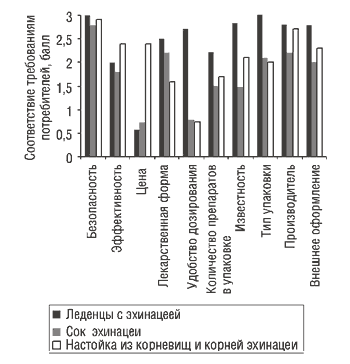 Соответствие требованиям
потребителей, балл
3
2,5
2
1,5
1
0,5
0
Безопасность
Эффективность
Цена
Лекарственная форма
Удобство дозирования
Количество препаратов
в упаковке
Известность
Тип упаковки
Производитель
Внешнее оформление
Леденцы с эхинацеей
Сок эхинацеи
Настойка из корневищ и корней эхинацеи